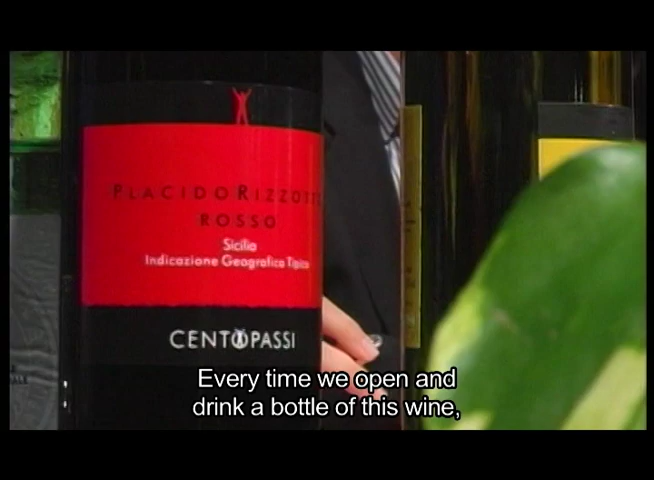 PLACIDO RIZZOTTO
ROSSO
Sicilia
Indicazione Geografica Tipica
CENTOPASSI
Every time we open and
drink a bottle of this wine,